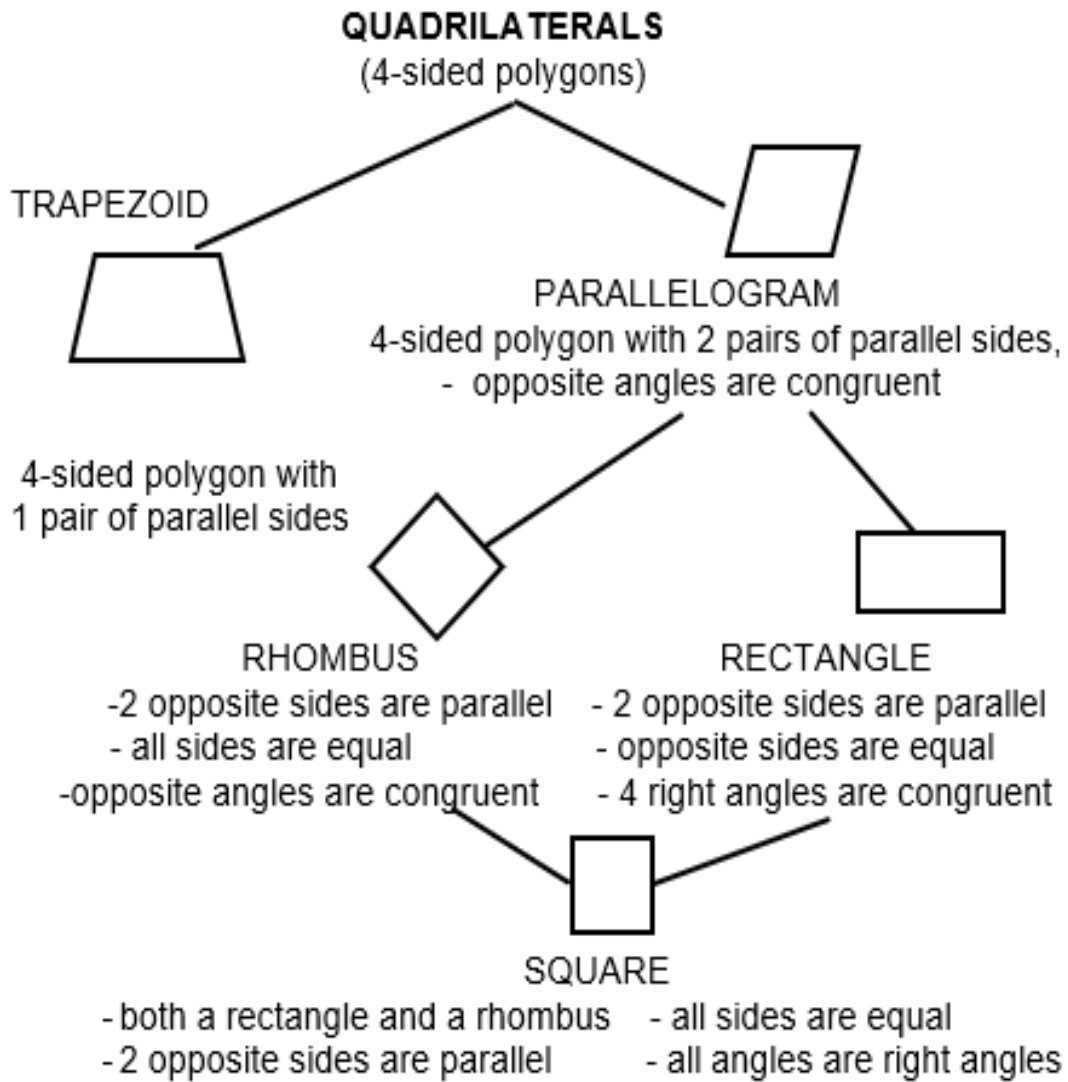 QUADRILATERALS
(4-sided polygons)
TRAPEZOID
PARALLELOGRAM
4-sided polygon with 2 pairs of parallel sides,
- opposite angles are congruent
4-sided polygon with
1 pair of parallel sides
RHOMBUS
-2 opposite sides are parallel
- all sides are equal
-opposite angles are congruent
RECTANGLE
- 2 opposite sides are parallel
- opposite sides are equal
- 4 right angles are congruent
SQUARE
- both a rectangle and a rhombus
- 2 opposite sides are parallel
- all sides are equal
- all angles are right angles